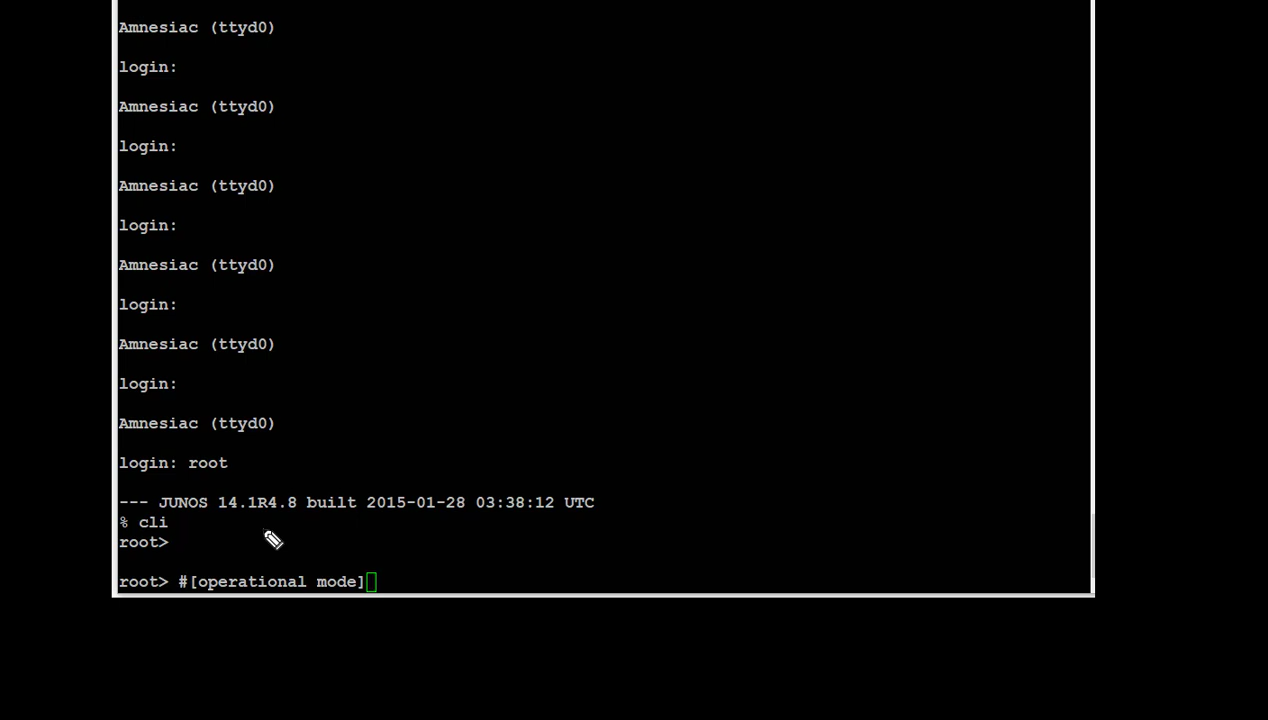 Amnesiac (ttyd0)
login:
Amnesiac (ttyd0)
login:
Amnesiac (ttyd0)
login:
Amnesiac (ttyd0)
login:
Amnesiac (ttyd0)
login:
Amnesiac (ttyd0)
login: root
--- JUNOS 14.1R4.8 built 2015-01-28 03:38:12 UTC
% cli
root>
root> #[operational mode]